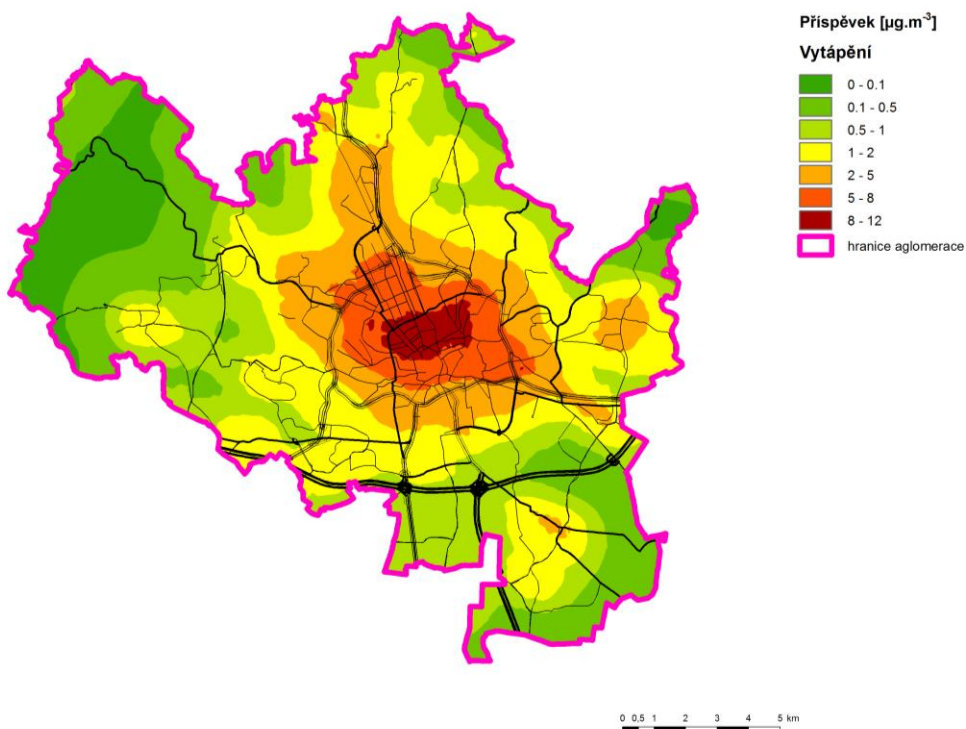 Příspěvek [µg.m-³]
Vytápění
0 - 0.1
0.1 - 0.5
0.5 - 1
1 - 2
2 - 5
5 - 8
8 - 12
hranice aglomerace
0 0,5 1 2 3 4 5 km